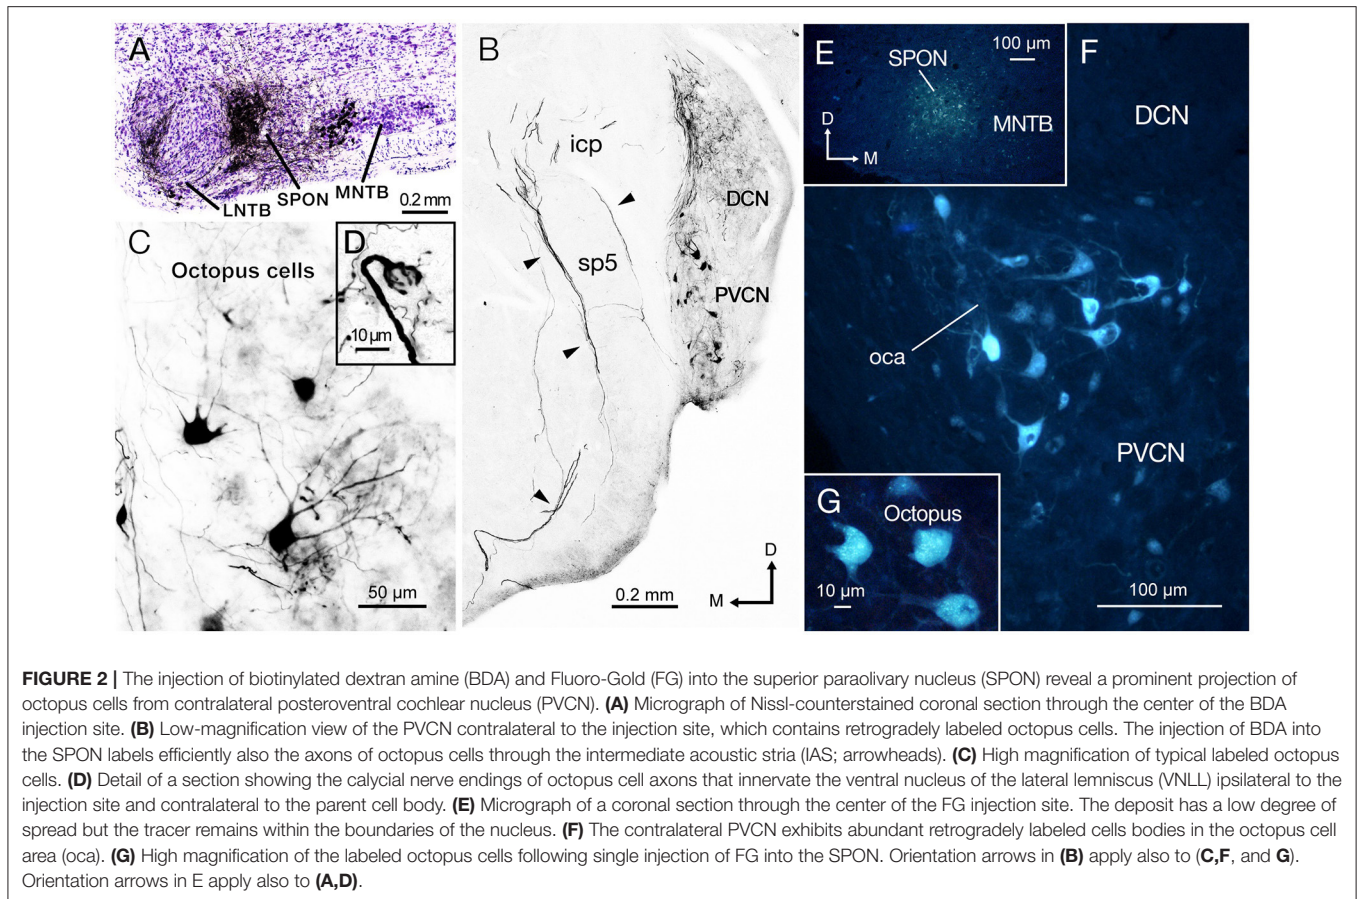 A
LNTB
SPON
MNTB
0.2 mm
B
icp
DCN
sp5
PVCN
0.2 mm
D
M
C
Octopus cells
50 µm
D
10 µm
E
SPON
100 µm
MNTB
D
M
F
DCN
oca
PVCN
100 µm
G
Octopus
10 µm
FIGURE 2 | The injection of biotinylated dextran amine (BDA) and Fluoro-Gold (FG) into the superior paraolivary nucleus (SPON) reveal a prominent projection of
octopus cells from contralateral posteroventral cochlear nucleus (PVCN). (A) Micrograph of Nissl-counterstained coronal section through the center of the BDA
injection site. (B) Low-magnification view of the PVCN contralateral to the injection site, which contains retrogradely labeled octopus cells. The injection of BDA into
the SPON labels efficiently also the axons of octopus cells through the intermediate acoustic stria (IAS; arrowheads). (C) High magnification of typical labeled octopus
cells. (D) Detail of a section showing the calycial nerve endings of octopus cell axons that innervate the ventral nucleus of the lateral lemniscus (VNLL) ipsilateral to the
injection site and contralateral to the parent cell body. (E) Micrograph of a coronal section through the center of the FG injection site. The deposit has a low degree of
spread but the tracer remains within the boundaries of the nucleus. (F) The contralateral PVCN exhibits abundant retrogradely labeled cells bodies in the octopus cell
area (oca). (G) High magnification of the labeled octopus cells following single injection of FG into the SPON. Orientation arrows in (B) apply also to (C,F, and G).
Orientation arrows in E apply also to (A,D).